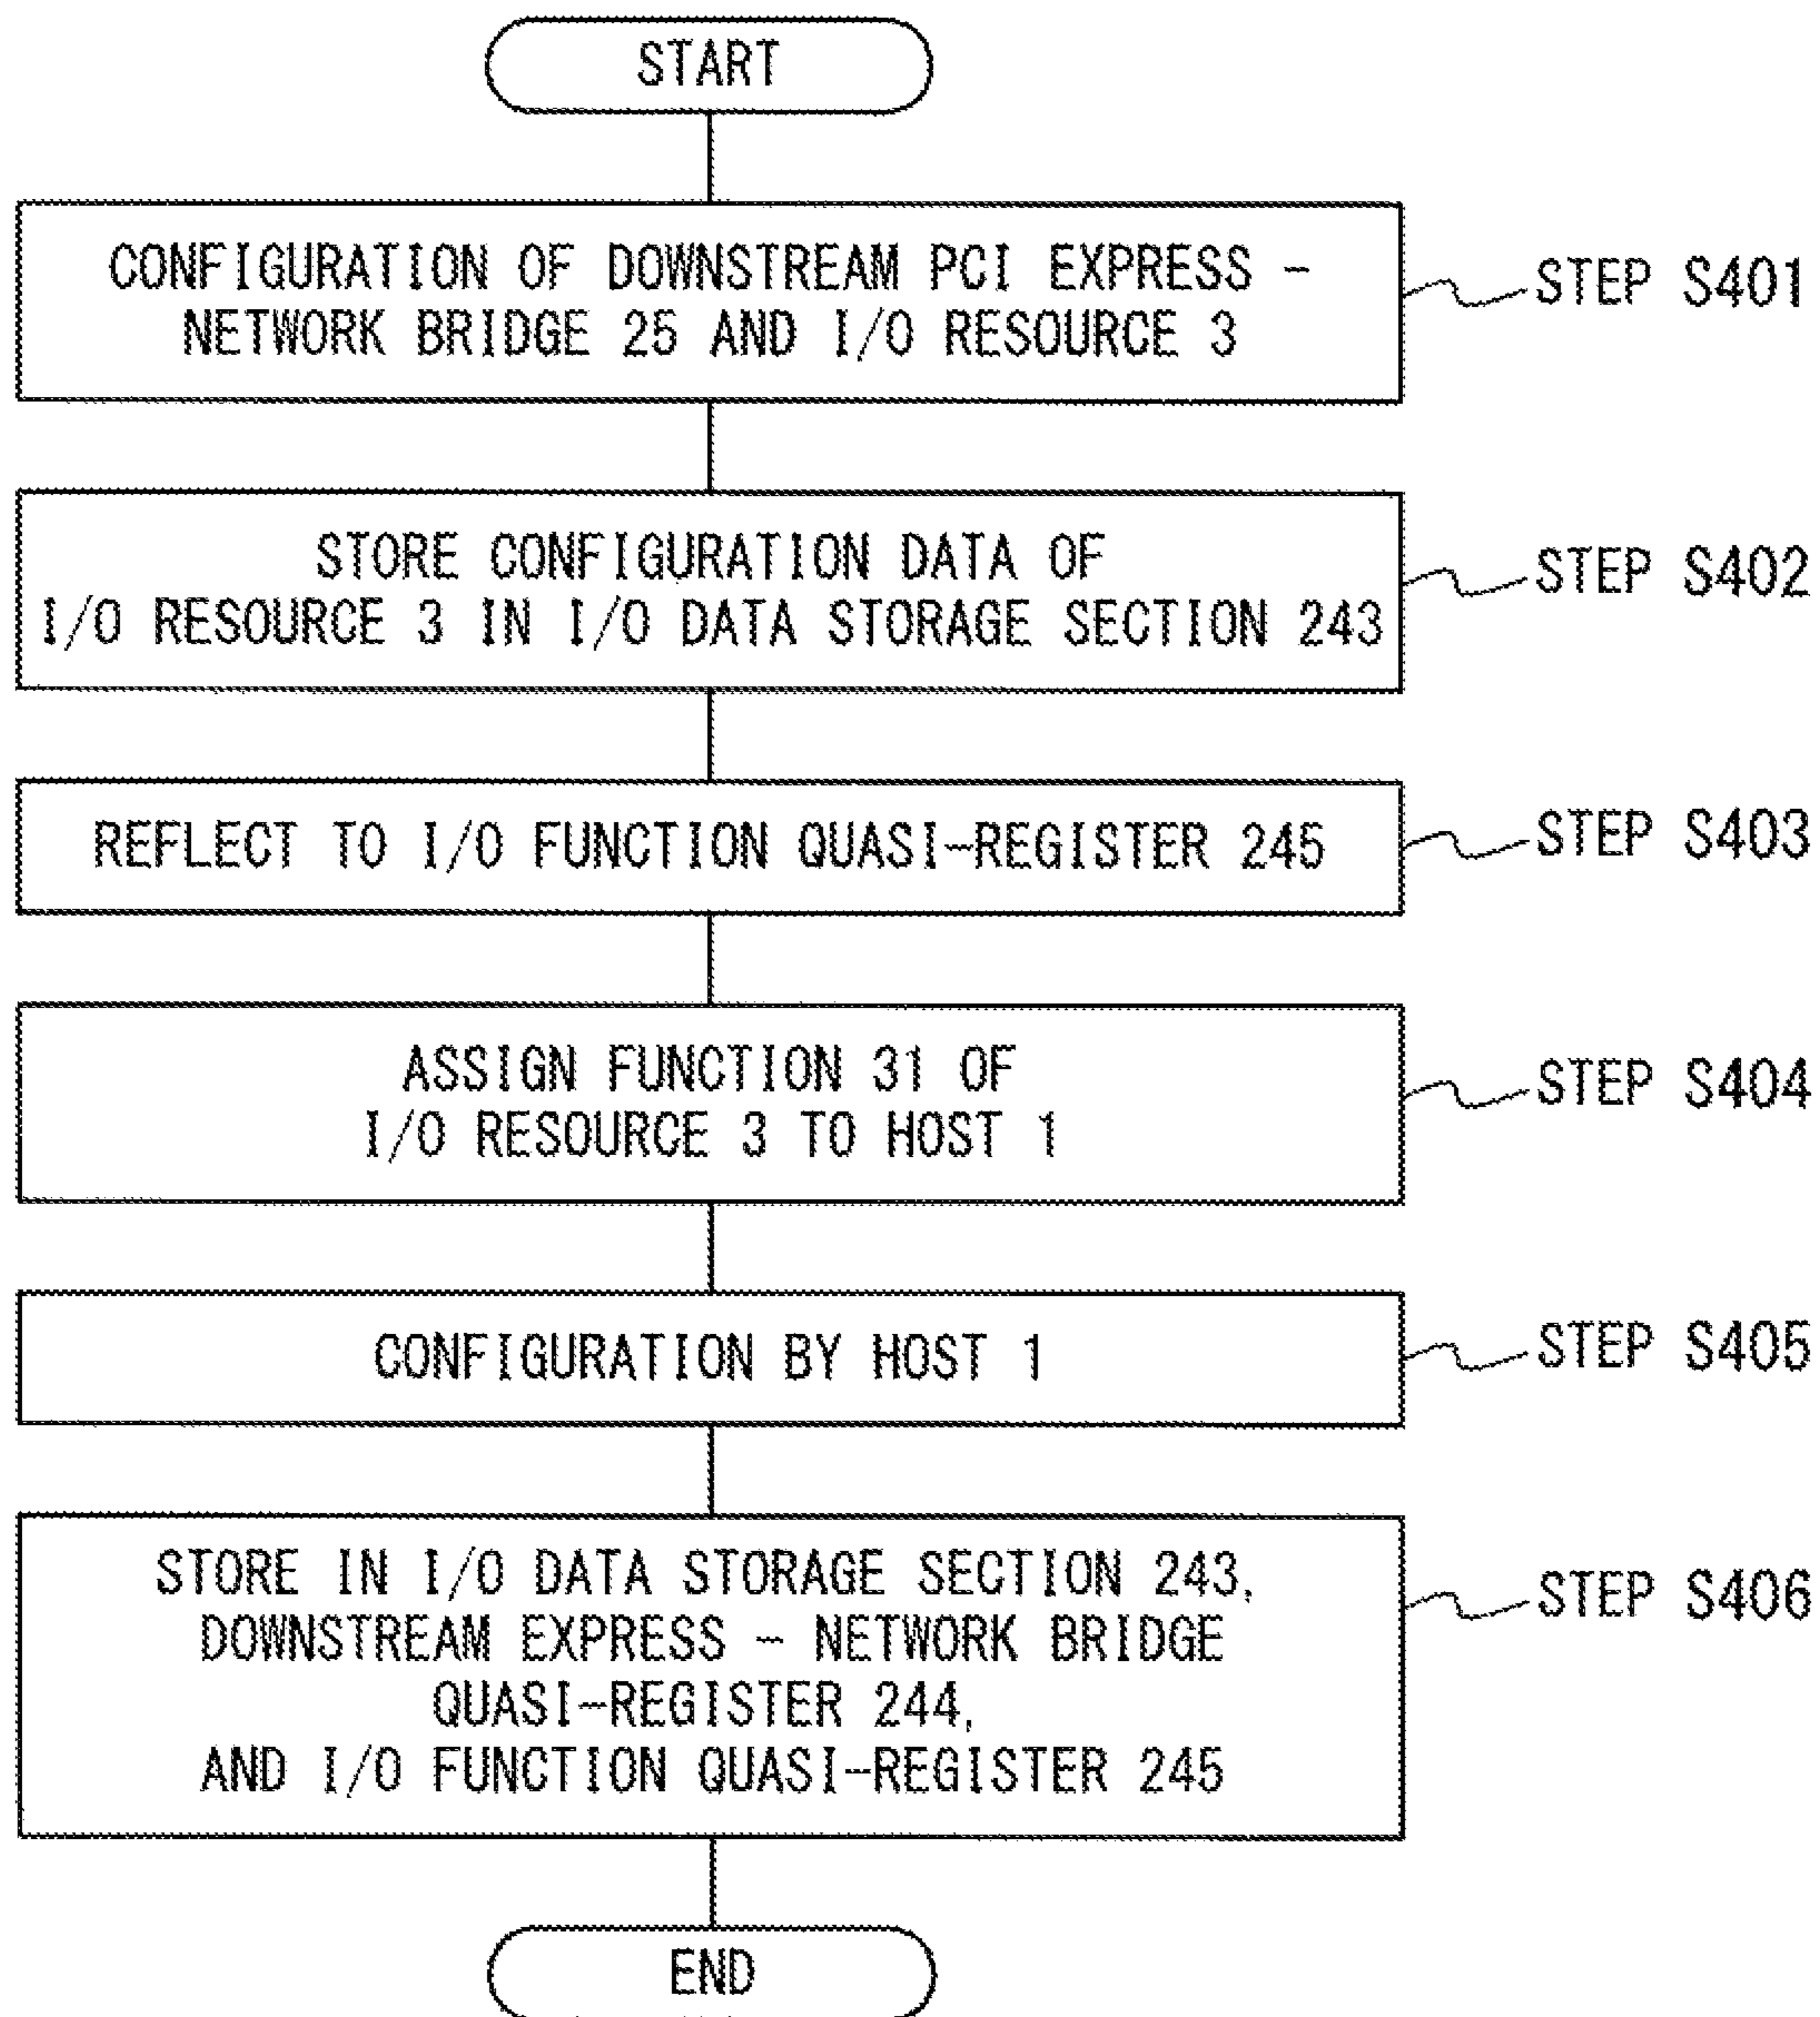 START
CONFIGURATION OF DOWNSTREAM PCI EXPRESS -
NETWORK BRIDGE 25 AND I/O RESOURCE 3
STEP S401
STORE CONFIGURATION DATA OF
I/O RESOURCE 3 IN I/O DATA STORAGE SECTION 243
STEP S402
REFLECT TO I/O FUNCTION QUASI-REGISTER 245
STEP S403
ASSIGN FUNCTION 31 OF
I/O RESOURCE 3 TO HOST 1
STEP S404
CONFIGURATION BY HOST 1
STEP S405
STORE IN I/O DATA STORAGE SECTION 243,
DOWNSTREAM EXPRESS - NETWORK BRIDGE
QUASI-REGISTER 244,
AND I/O FUNCTION QUASI-REGISTER 245
STEP S406
END